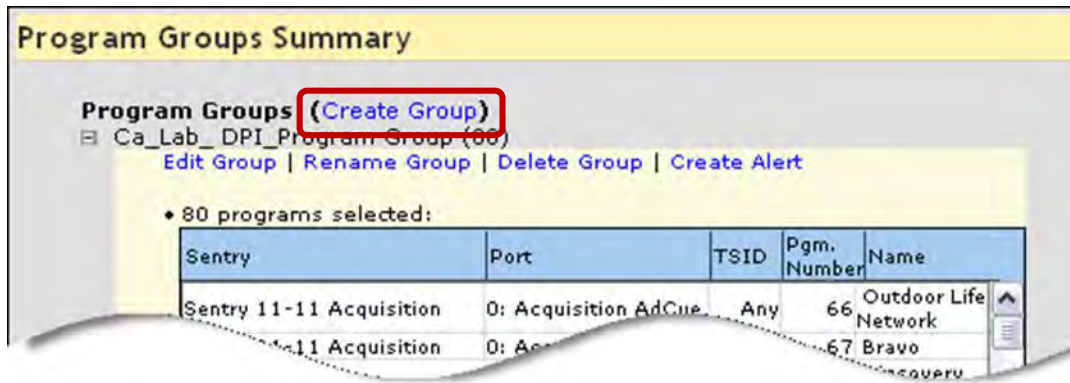 Program Groups Summary
Program Groups (Create Group)
Ca_Lab_ DPI_Program Group
Edit Group | Rename Group | Delete Group | Create Alert
• 80 programs selected:
Sentry Port TSID Pgm. Number Name
Sentry 11-11 Acquisition 0: Acquisition AdCue Any 66 Outdoor Life Network
11 Acquisition 0: 67 Bravo